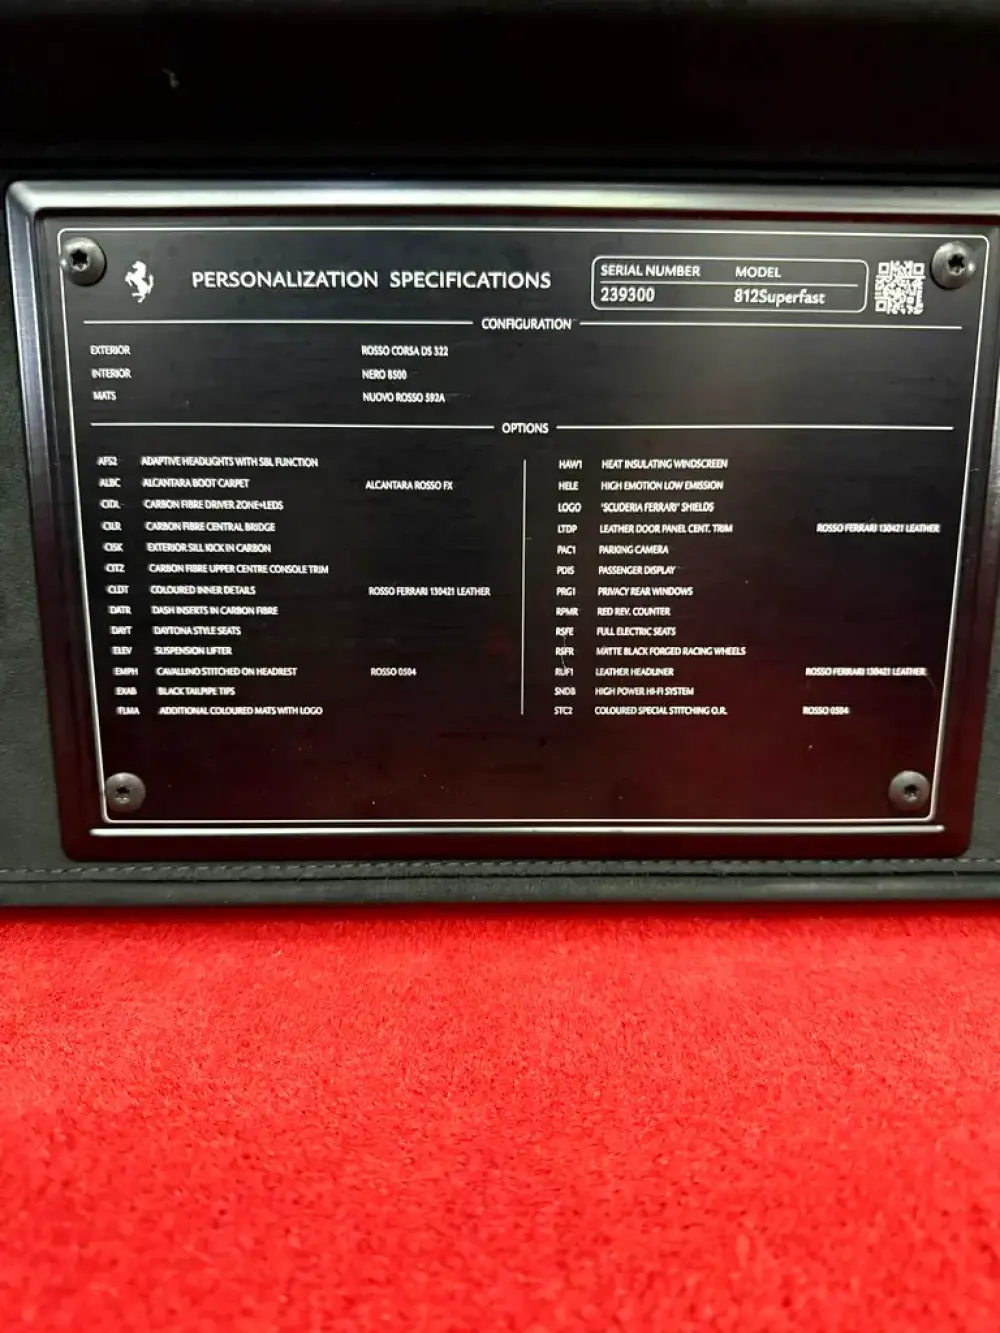 PERSONALIZATION SPECIFICATIONS
SERIAL NUMBER MODEL
239300 812Superfast
CONFIGURATION
EXTERIOR ROSSO CORSA DS 322
INTERIOR NERO 8500
MATS NUOVO ROSSO 592A
OPTIONS
AFS2 ADAPTIVE HEADLIGHTS WITH SBL FUNCTION
ALBC ALCANTARA BOOT CARPET ALCANTARA ROSSO FX
CIDL CARBON FIBRE DRIVER ZONE+LEDS
CILR CARBON FIBRE CENTRAL BRIDGE
CISK EXTERIOR SILL KICK IN CARBON
CITZ CARBON FIBRE UPPER CENTRE CONSOLE TRIM
CLDT COLOURED INNER DETAILS ROSSO FERRARI 130421 LEATHER
DATR DASH INSERTS IN CARBON FIBRE
DAYT DAYTONA STYLE SEATS
ELEV SUSPENSION LIFTER
EMPH CAVALLINO STITCHED ON HEADREST ROSSO 0504
EXAB BLACK TAILPIPE TIPS
FLMA ADDITIONAL COLOURED MATS WITH LOGO
HAW1 HEAT INSULATING WINDSCREEN
HELE HIGH EMOTION LOW EMISSION
LOGO "SCUDERIA FERRARI" SHIELDS
LTDP LEATHER DOOR PANEL CENT. TRIM ROSSO FERRARI 130421 LEATHER
PAC1 PARKING CAMERA
PDIS PASSENGER DISPLAY
PRG1 PRIVACY REAR WINDOWS
RPMR RED REV. COUNTER
RSFE FULL ELECTRIC SEATS
RSFR MATTE BLACK FORGED RACING WHEELS
RLIF1 LEATHER HEADLINER ROSSO FERRARI 130421 LEATHER
SND8 HIGH POWER HI-FI SYSTEM
STC2 COLOURED SPECIAL STITCHING O.R. ROSSO 0504